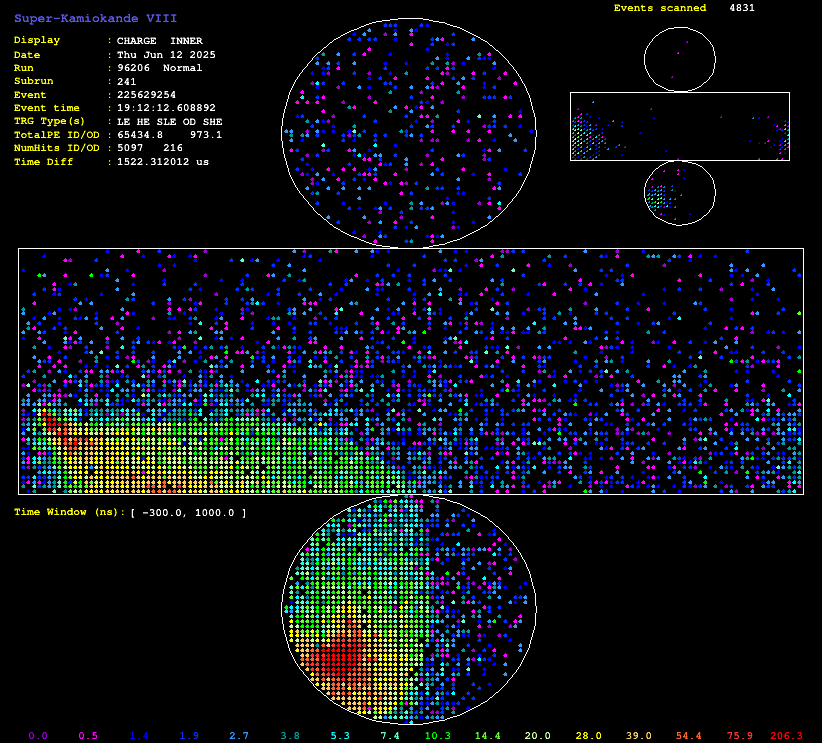 Super-Kamiokande VIII
Events scanned 4831
Display : CHARGE INNER
Date : Thu Jun 12 2025
Run : 96206 Normal
Subrun : 241
Event : 225629254
Event time : 19:12:12.608892
TRG Type(s) : LE HE SLE OD SHE
TotalPE ID/OD : 65434.8 973.1
NumHits ID/OD : 5097 216
Time Diff : 1522.312012 us
Time Window (ns): [ -300.0, 1000.0 ]
0.0 0.5 1.4 1.9 2.7 3.8 5.3 7.4 10.3 14.4 20.0 28.0 39.0 54.4 75.9 206.3